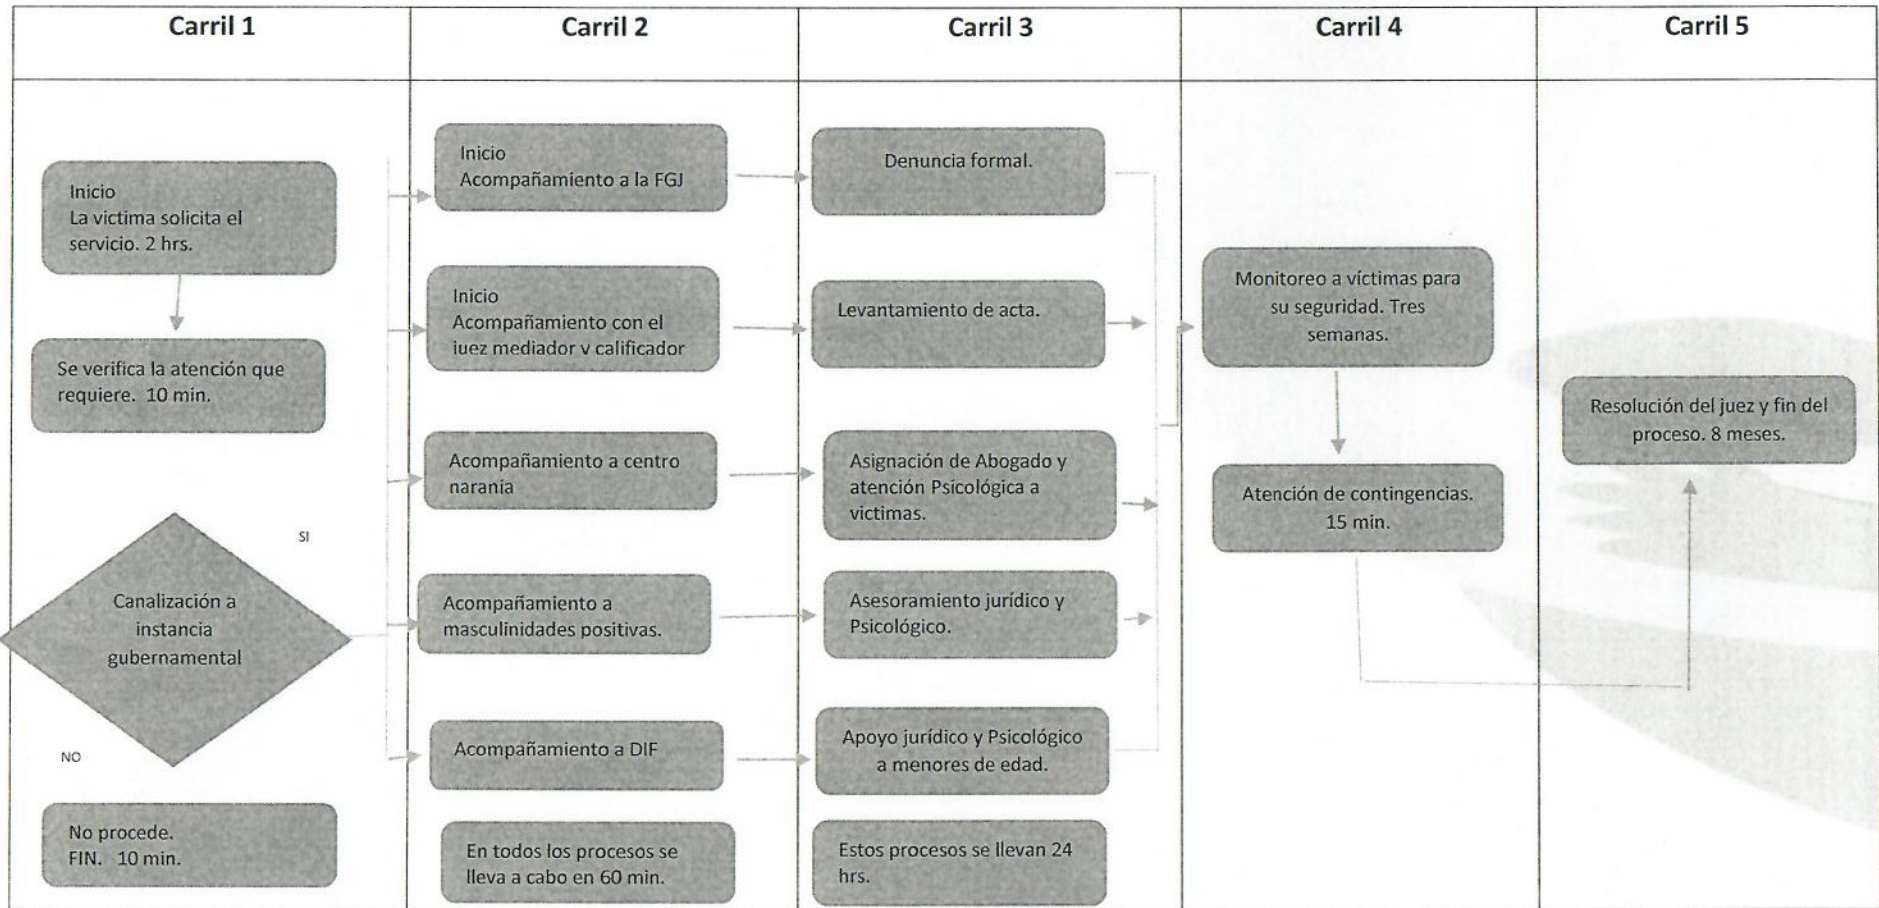 Carril 1
Carril 2
Carril 3
Carril 4
Carril 5
Inicio
La victima solicita el
servicio. 2 hrs.
Se verifica la atención que
requiere. 10 min.
SI
Canalización a
instancia
gubernamental
NO
No procede.
FIN. 10 min.
Inicio
Acompañamiento a la FGJ
Inicio
Acompañamiento con el
juez mediador y calificador
Acompañamiento a centro
naranja
Acompañamiento a
masculinidades positivas.
Acompañamiento a DIF
En todos los procesos se
lleva a cabo en 60 min.
Denuncia formal.
Levantamiento de acta.
Asignación de Abogado y
atención Psicológica a
victimas.
Asesoramiento jurídico y
Psicológico.
Apoyo jurídico y Psicológico
a menores de edad.
Estos procesos se llevan 24
hrs.
Monitoreo a víctimas para
su seguridad. Tres
semanas.
Atención de contingencias.
15 min.
Resolución del juez y fin del
proceso. 8 meses.